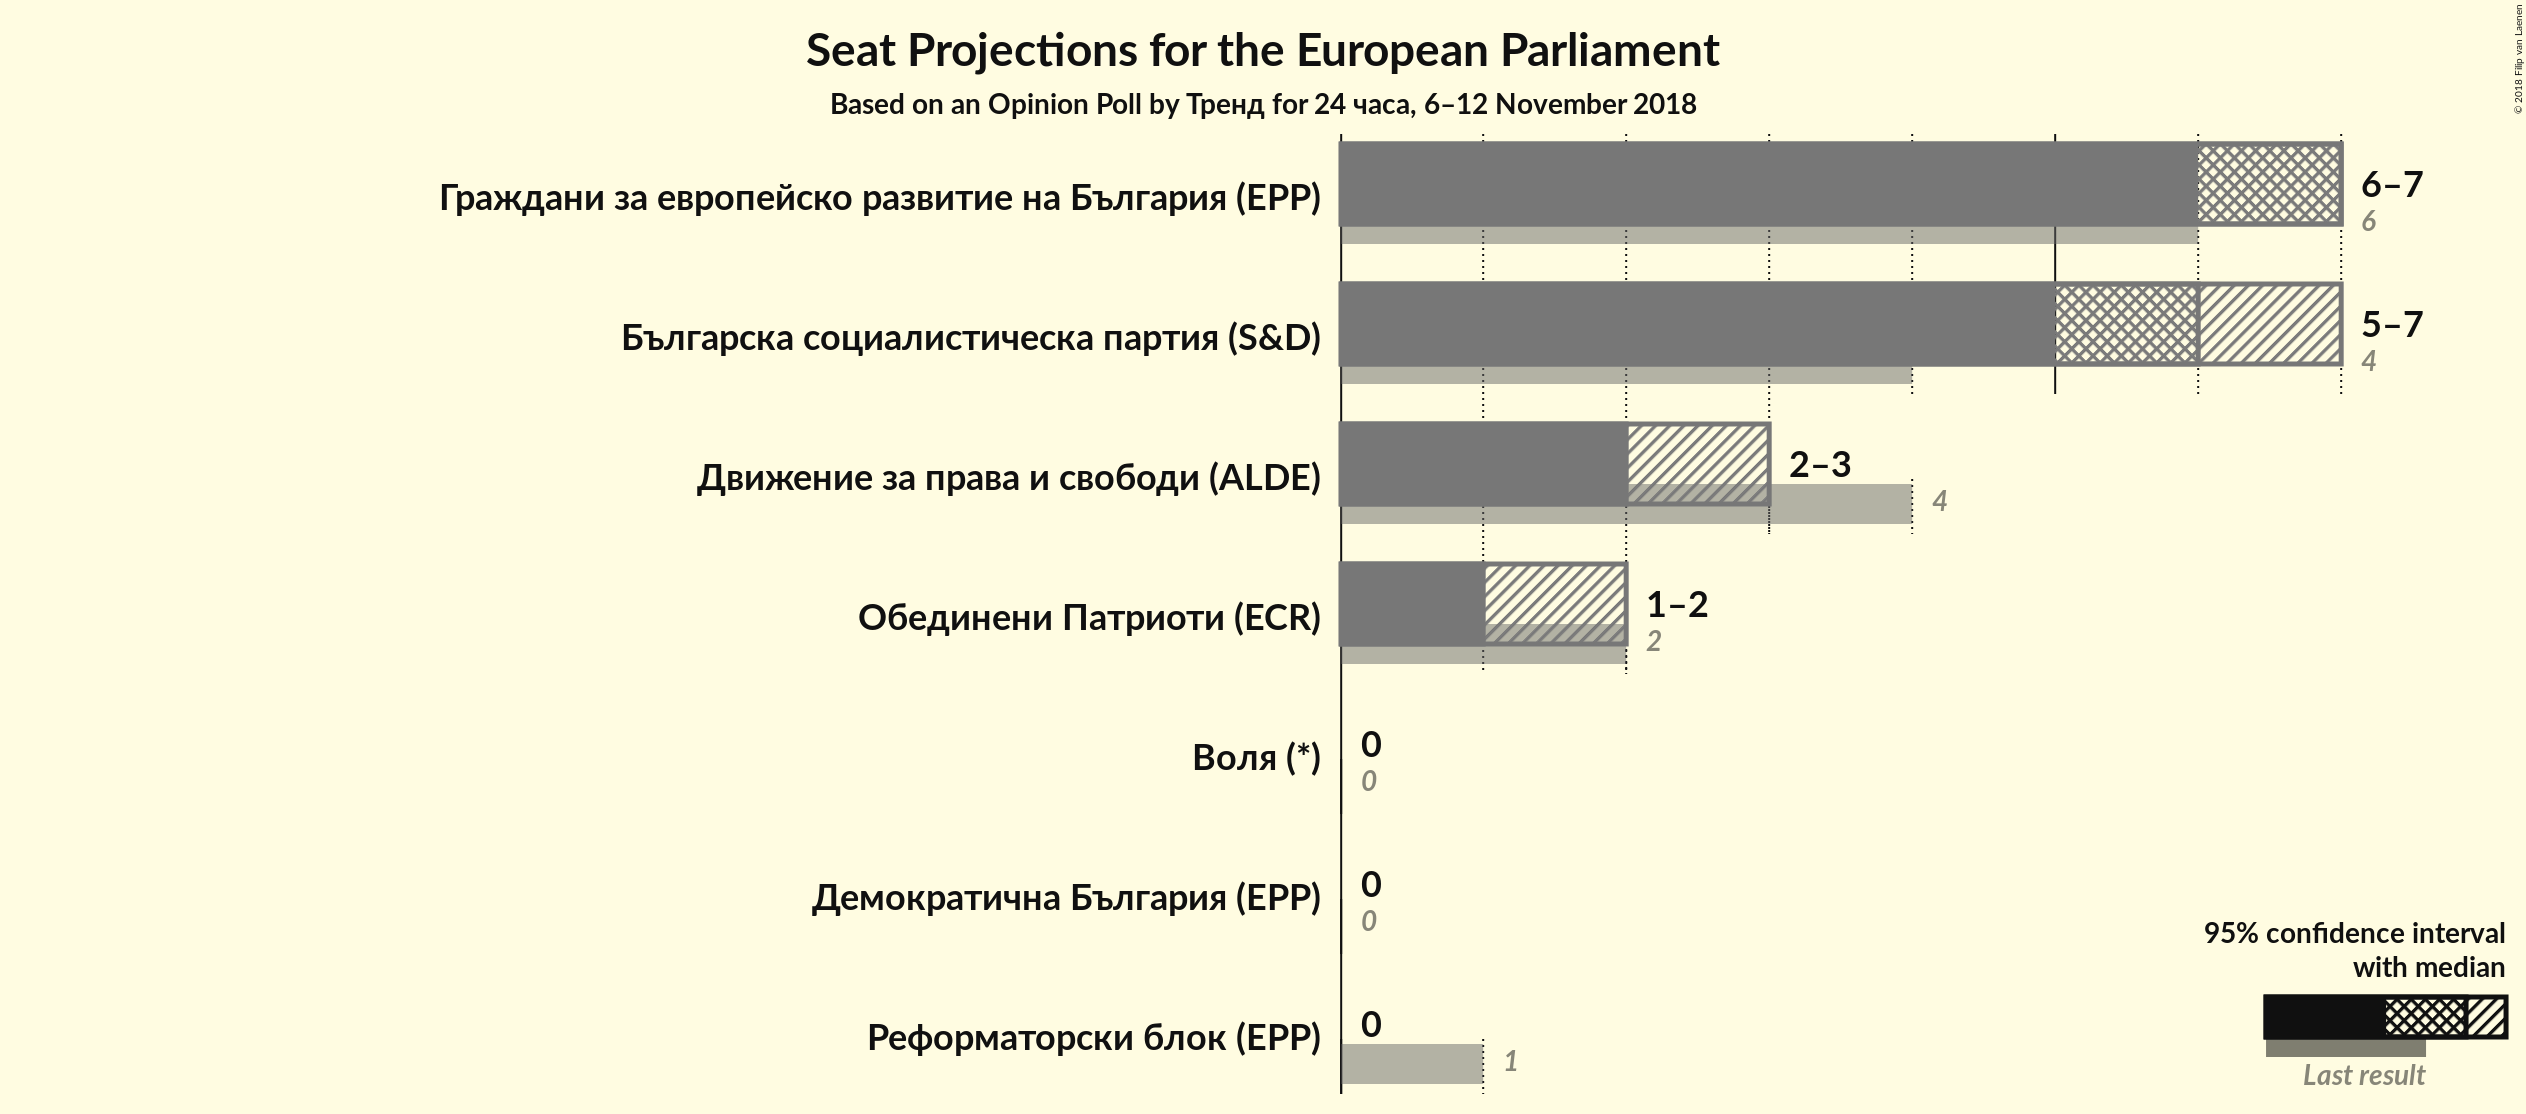 Seat Projections for the European Parliament
Based on an Opinion Poll by Тренд for 24 часа, 6–12 November 2018
© 2018 Filip van Laenen
Граждани за европейско развитие на България (EPP)
6–7
6
Българска социалистическа партия (S&D)
5–7
4
Движение за права и свободи (ALDE)
2–3
4
Обединени Патриоти (ECR)
1–2
2
Воля (*)
0
0
Демократична България (EPP)
0
0
Реформаторски блок (EPP)
0
1
95% confidence interval
with median
Last result